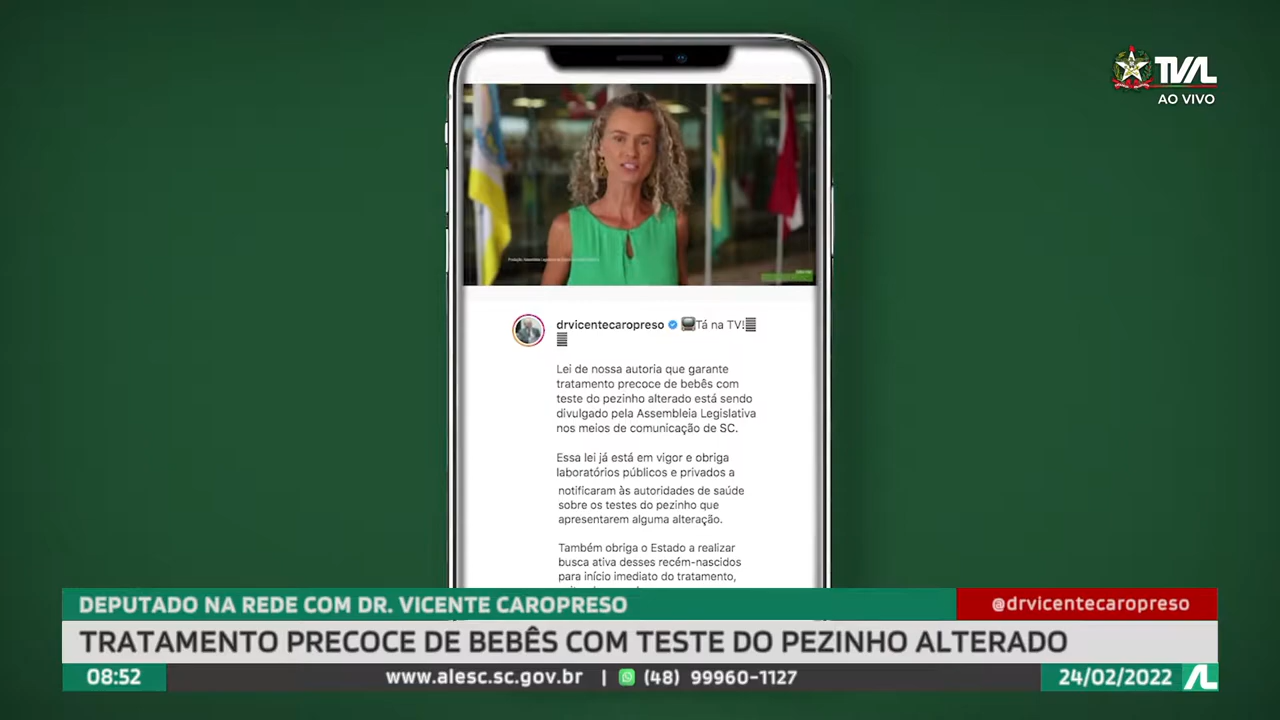 TVAL
AO VIVO
drvicentecaropreso Tá na TV!
Lei de nossa autoria que garante
tratamento precoce de bebês com
teste do pezinho alterado está sendo
divulgado pela Assembleia Legislativa
nos meios de comunicação de SC.
Essa lei já está em vigor e obriga
laboratórios públicos e privados a
notificaram às autoridades de saúde
sobre os testes do pezinho que
apresentarem alguma alteração.
Também obriga o Estado a realizar
busca ativa desses recém-nascidos
para início imediato do tratamento,
DEPUTADO NA REDE COM DR. VICENTE CAROPRESO
@drvicentecaropreso
TRATAMENTO PRECOCE DE BEBÊS COM TESTE DO PEZINHO ALTERADO
08:52
www.alesc.sc.gov.br | (48) 99960-1127
24/02/2022